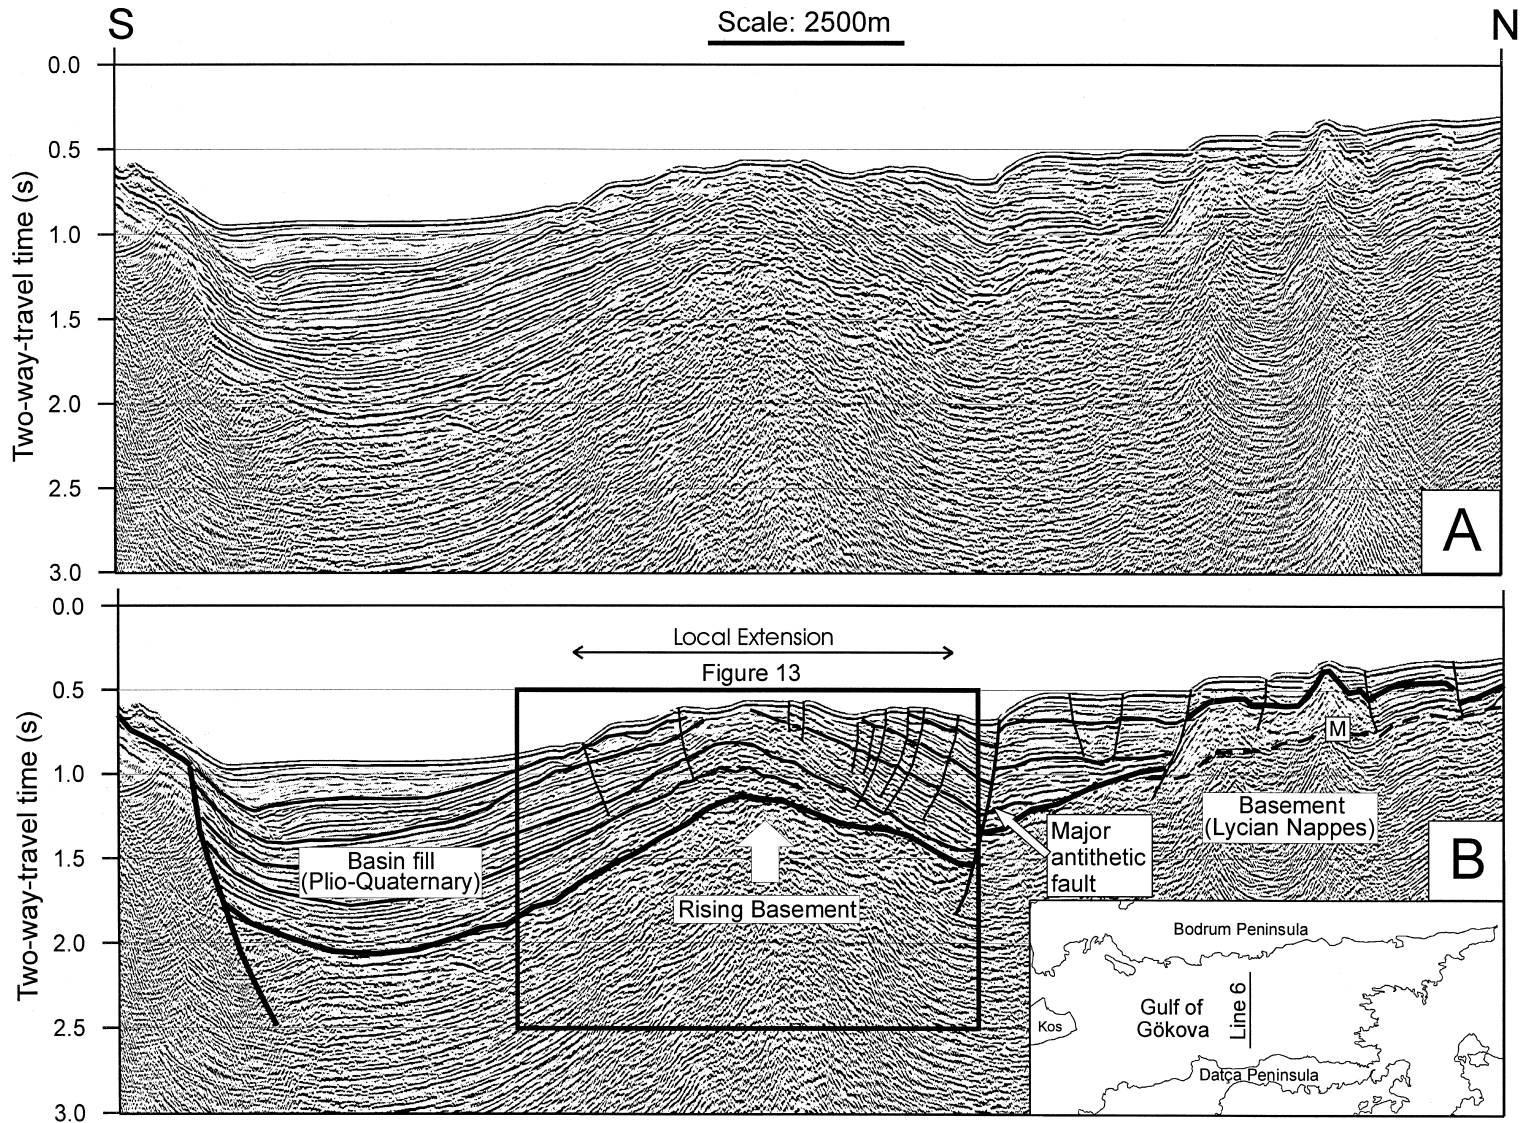 S
Scale: 2500m
N
Two-way-travel time (s)
0.0
0.5
1.0
1.5
2.0
2.5
3.0
A
Two-way-travel time (s)
0.0
0.5
1.0
1.5
2.0
2.5
3.0
Local Extension
Figure 13
M
Basement
(Lycian Nappes)
Major
antithetic
fault
B
Basin fill
(Plio-Quaternary)
Rising Basement
Bodrum Peninsula
Gulf of
Gökova
Line 6
Kos
Datça Peninsula